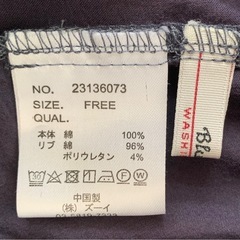 NO. 23136073
SIZE. FREE
QUAL.
本体 綿 100%
リブ 綿 96%
ポリウレタン 4%
中国製
(株) ズーイ